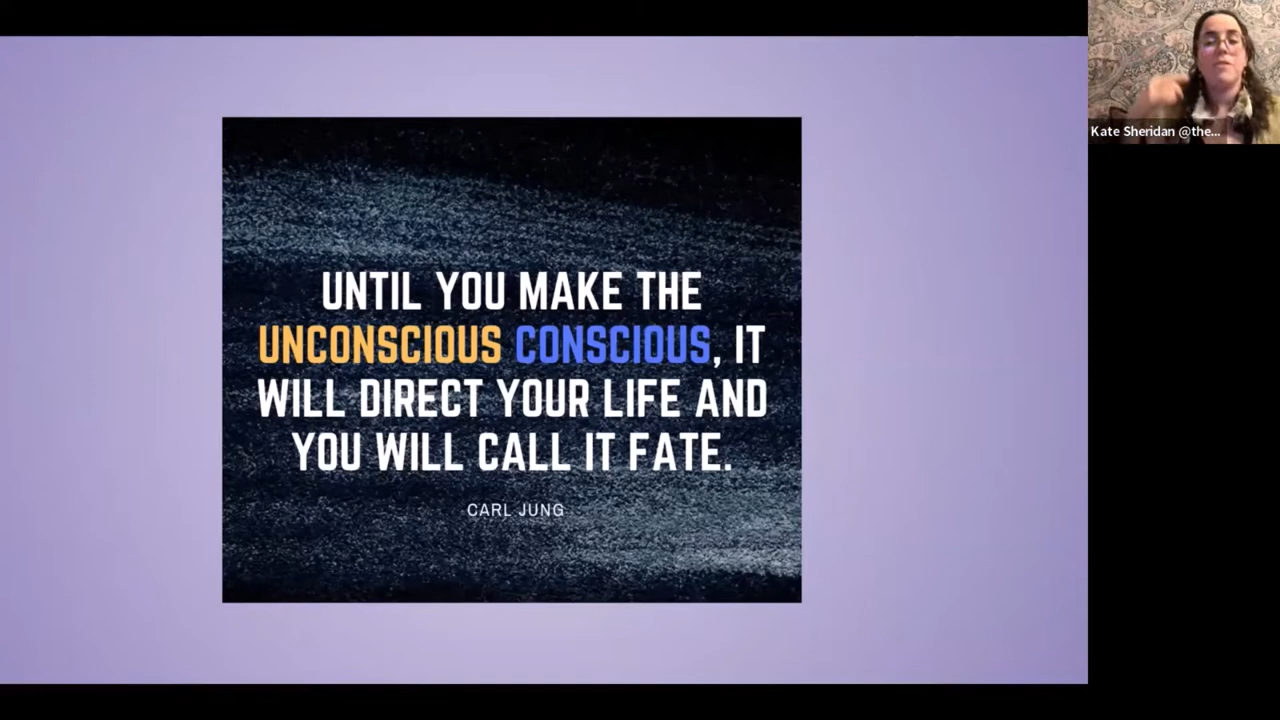 UNTIL YOU MAKE THE
UNCONSCIOUS CONSCIOUS, IT
WILL DIRECT YOUR LIFE AND
YOU WILL CALL IT FATE.
CARL JUNG
Kate Sheridan @the...